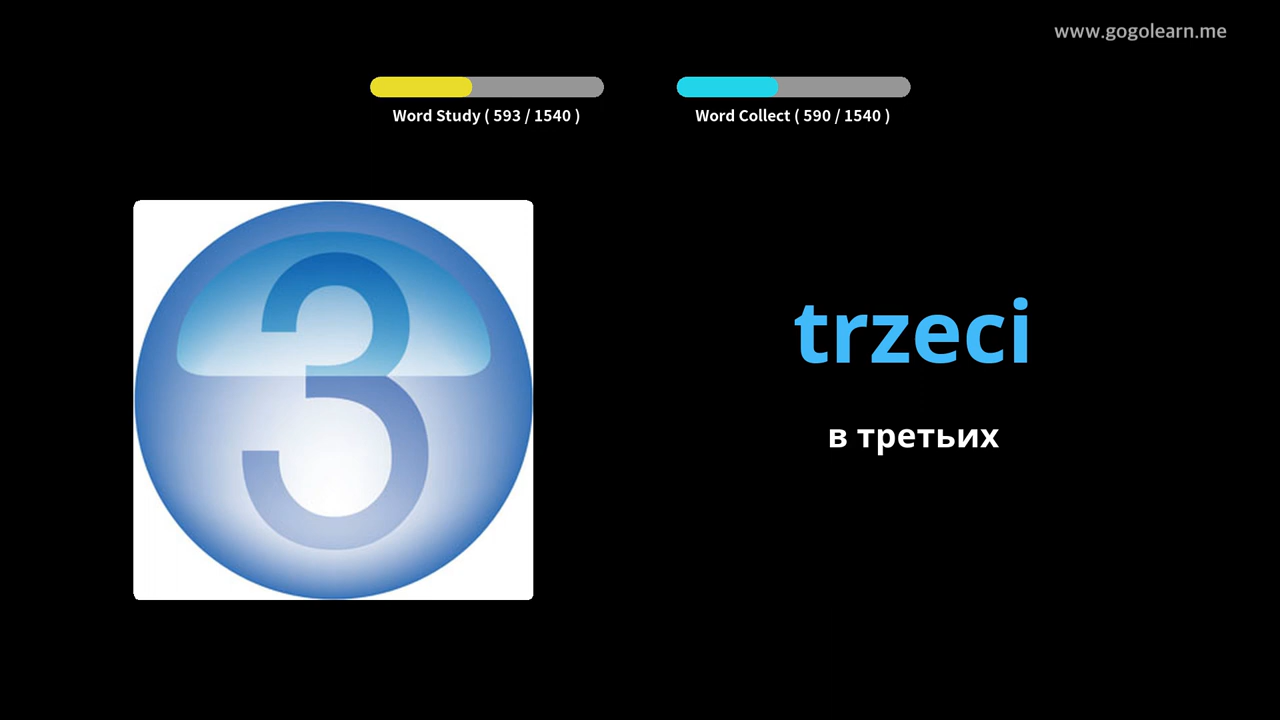 www.gogolearn.me
Word Study ( 593 / 1540 )
Word Collect ( 590 / 1540 )
3
trzeci
в третьих